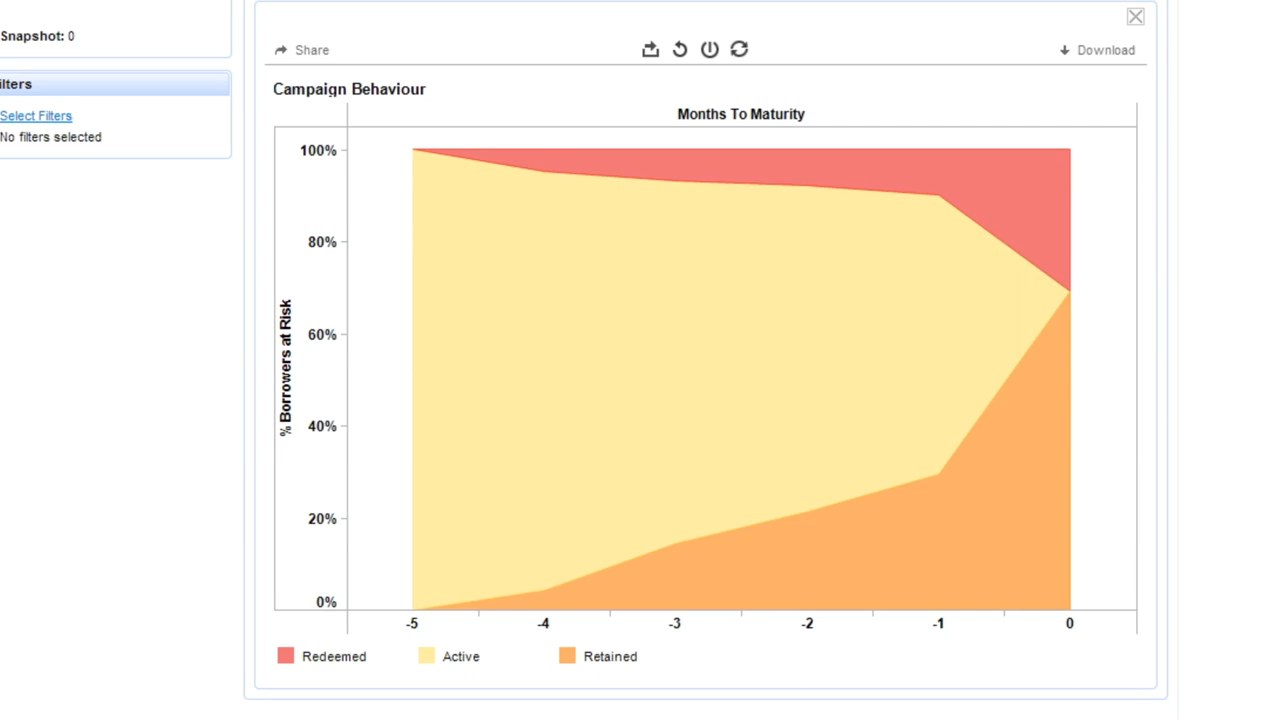 Snapshot: 0
ilters
Select Filters
No filters selected
Share
Download
Campaign Behaviour
Months To Maturity
% Borrowers at Risk
100%
80%
60%
40%
20%
0%
-5 -4 -3 -2 -1 0
Redeemed Active Retained